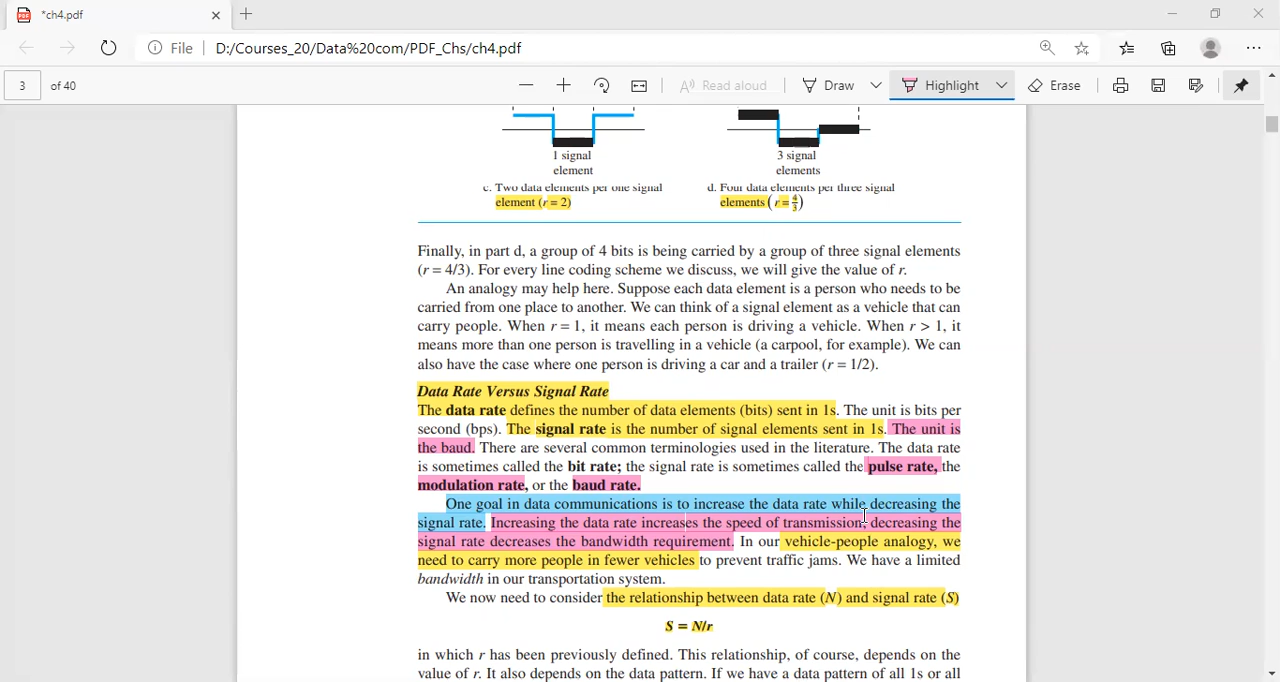 *ch4.pdf
File D:/Courses_20/Data%20com/PDF_Chs/ch4.pdf
3 of 40 Read aloud Draw Highlight Erase
1 signal
element
3 signal
elements
c. Two data elements per one signal
element (r = 2)
d. Four data elements per three signal
elements (r = 4/3)
Finally, in part d, a group of 4 bits is being carried by a group of three signal elements
(r = 4/3). For every line coding scheme we discuss, we will give the value of r.
An analogy may help here. Suppose each data element is a person who needs to be
carried from one place to another. We can think of a signal element as a vehicle that can
carry people. When r = 1, it means each person is driving a vehicle. When r > 1, it
means more than one person is travelling in a vehicle (a carpool, for example). We can
also have the case where one person is driving a car and a trailer (r = 1/2).
Data Rate Versus Signal Rate
The data rate defines the number of data elements (bits) sent in 1s. The unit is bits per
second (bps). The signal rate is the number of signal elements sent in 1s. The unit is
the baud. There are several common terminologies used in the literature. The data rate
is sometimes called the bit rate; the signal rate is sometimes called the pulse rate, the
modulation rate, or the baud rate.
One goal in data communications is to increase the data rate while decreasing the
signal rate. Increasing the data rate increases the speed of transmission; decreasing the
signal rate decreases the bandwidth requirement. In our vehicle-people analogy, we
need to carry more people in fewer vehicles to prevent traffic jams. We have a limited
bandwidth in our transportation system.
We now need to consider the relationship between data rate (N) and signal rate (S)
S = N/r
in which r has been previously defined. This relationship, of course, depends on the
value of r. It also depends on the data pattern. If we have a data pattern of all 1s or all